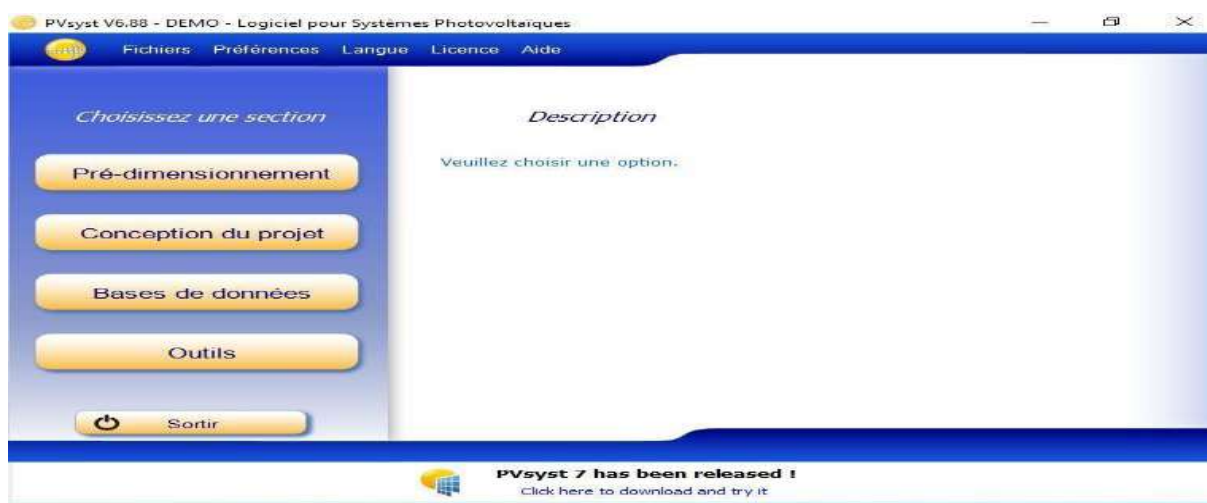 PVsyst V6.88 - DEMO - Logiciel pour Systèmes Photovoltaïques
Fichiers Préférences Langue Licence Aide
Choisissez une section
Description
Veuillez choisir une option.
Pré-dimensionnement
Conception du projet
Bases de données
Outils
Sortir
PVsyst 7 has been released !
Click here to download and try it